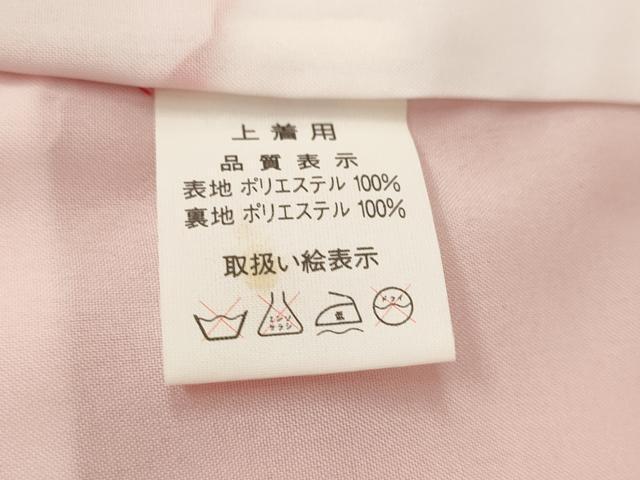 上着用
品質表示
表地 ポリエステル 100%
裏地 ポリエステル 100%
取扱い絵表示
エンソ
サラシ
低
ドライ